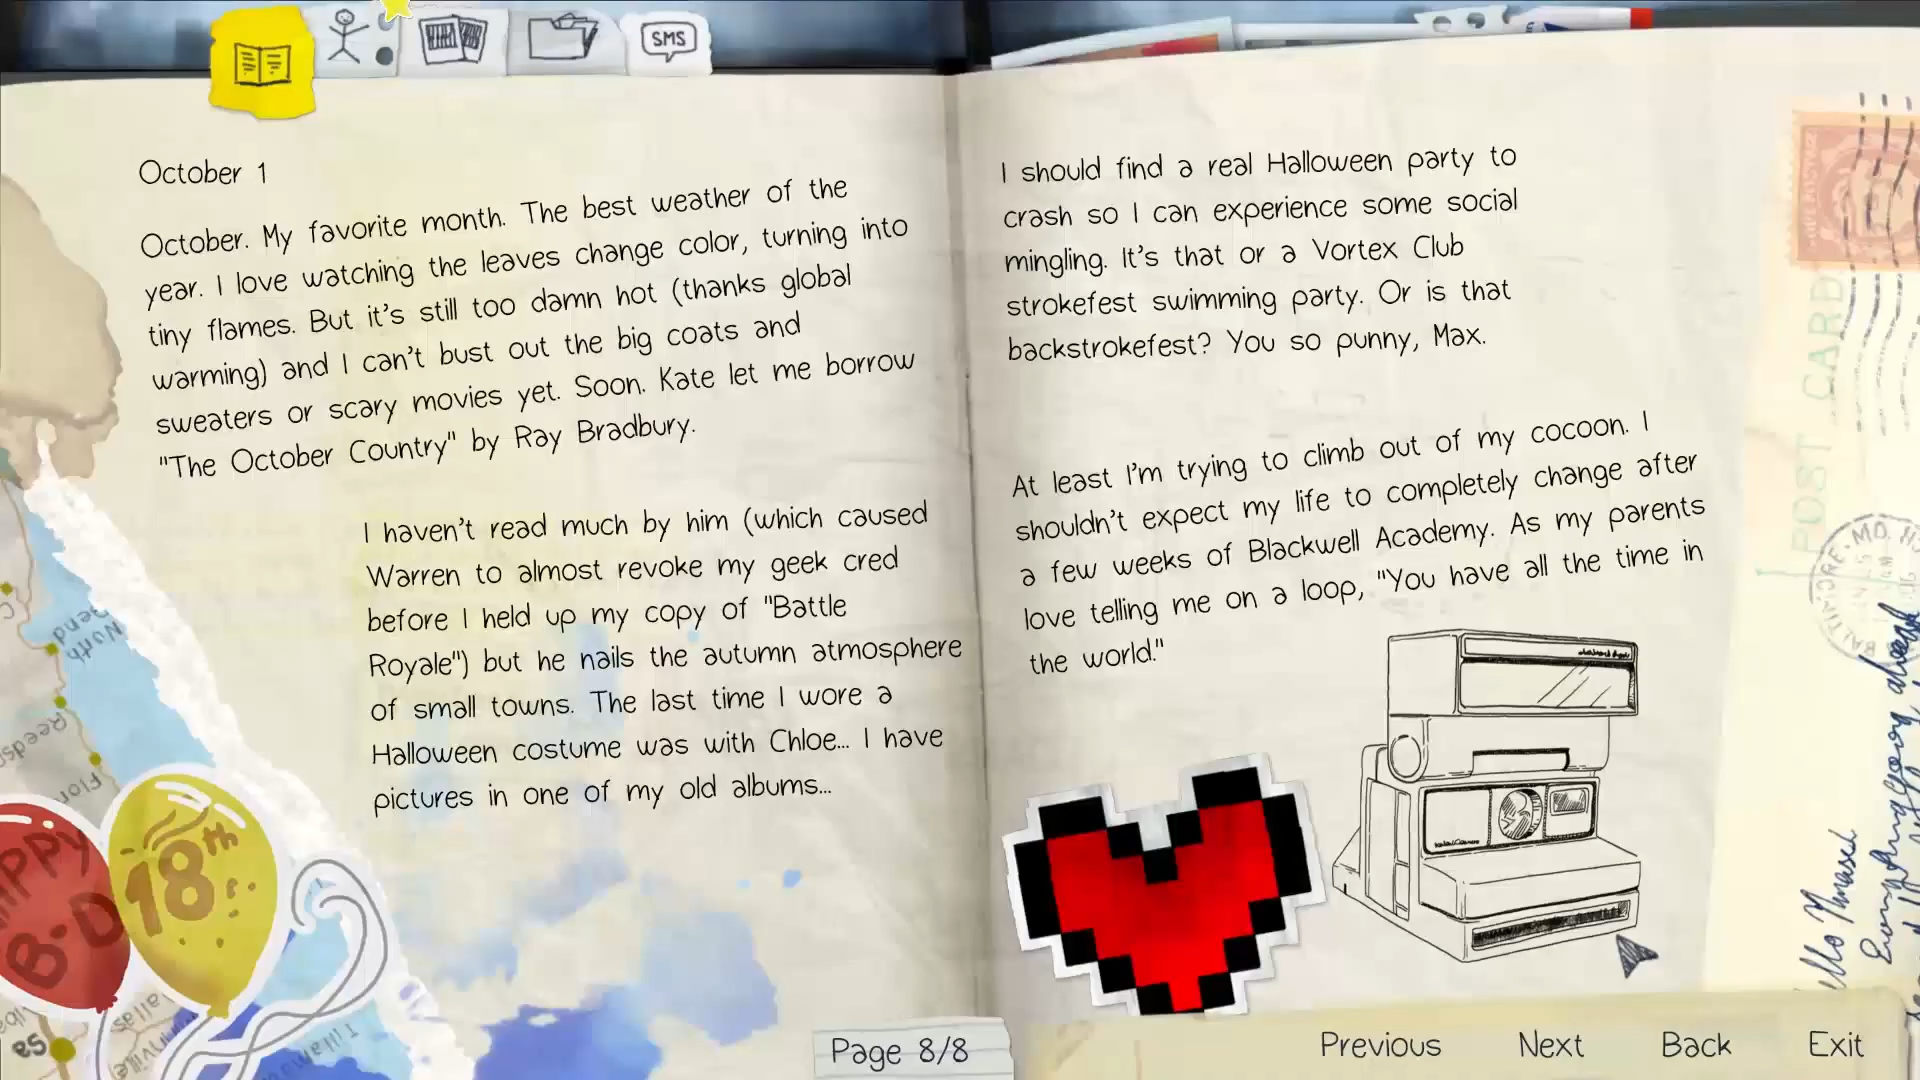 SMS
October 1
October. My favorite month. The best weather of the
year. I love watching the leaves change color, turning into
tiny flames. But it's still too damn hot (thanks global
warming) and I can't bust out the big coats and
sweaters or scary movies yet. Soon. Kate let me borrow
"The October Country" by Ray Bradbury.
I haven't read much by him (which caused
Warren to almost revoke my geek cred
before I held up my copy of "Battle
Royale") but he nails the autumn atmosphere
of small towns. The last time I wore a
Halloween costume was with Chloe... I have
pictures in one of my old albums...
HAPPY
B-D
18th
North
Bend
Reedsp
Flor
Page 8/8
I should find a real Halloween party to
crash so I can experience some social
mingling. It's that or a Vortex Club
strokefest swimming party. Or is that
backstrokefest? You so punny, Max.
At least I'm trying to climb out of my cocoon. I
shouldn't expect my life to completely change after
a few weeks of Blackwell Academy. As my parents
love telling me on a loop, "You have all the time in
the world."
POST CARD
BALTIMORE, MD.
Previous
Next
Back
Exit